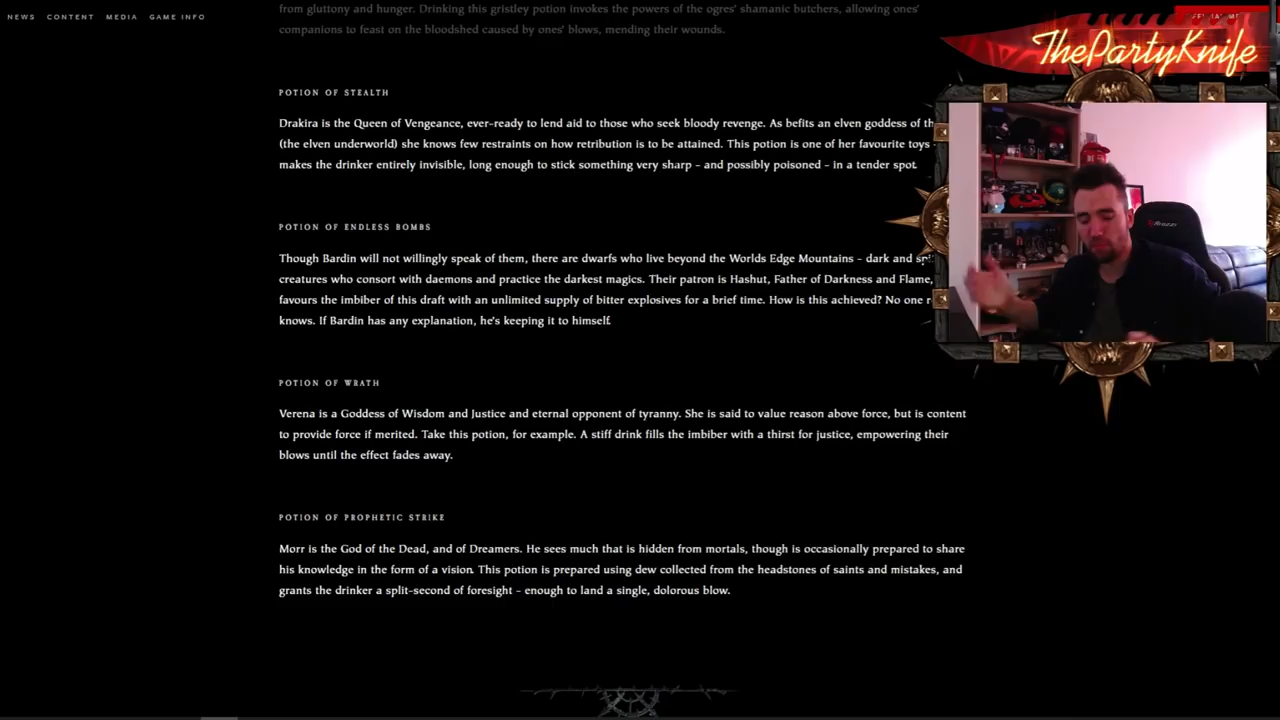 NEWS CONTENT MEDIA GAME INFO
ThePartyKnife
from gluttony and hunger. Drinking this gristley potion invokes the powers of the ogres' shamanic butchers, allowing ones'
companions to feast on the bloodshed caused by ones' blows, mending their wounds.
POTION OF STEALTH
Drakira is the Queen of Vengeance, ever-ready to lend aid to those who seek bloody revenge. As befits an elven goddess of
(the elven underworld) she knows few restraints on how retribution is to be attained. This potion is one of her favourite toys -
makes the drinker entirely invisible, long enough to stick something very sharp - and possibly poisoned - in a tender spot.
POTION OF ENDLESS BOMBS
Though Bardin will not willingly speak of them, there are dwarfs who live beyond the Worlds Edge Mountains - dark and
creatures who consort with daemons and practice the darkest magics. Their patron is Hashut, Father of Darkness and Flame,
favours the imbiber of this draft with an unlimited supply of bitter explosives for a brief time. How is this achieved? No one
knows. If Bardin has any explanation, he's keeping it to himself.
POTION OF WRATH
Verena is a Goddess of Wisdom and Justice and eternal opponent of tyranny. She is said to value reason above force, but is content
to provide force if merited. Take this potion, for example. A stiff drink fills the imbiber with a thirst for justice, empowering their
blows until the effect fades away.
POTION OF PROPHETIC STRIKE
Morr is the God of the Dead, and of Dreamers. He sees much that is hidden from mortals, though is occasionally prepared to share
his knowledge in the form of a vision. This potion is prepared using dew collected from the headstones of saints and mistakes, and
grants the drinker a split-second of foresight - enough to land a single, dolorous blow.